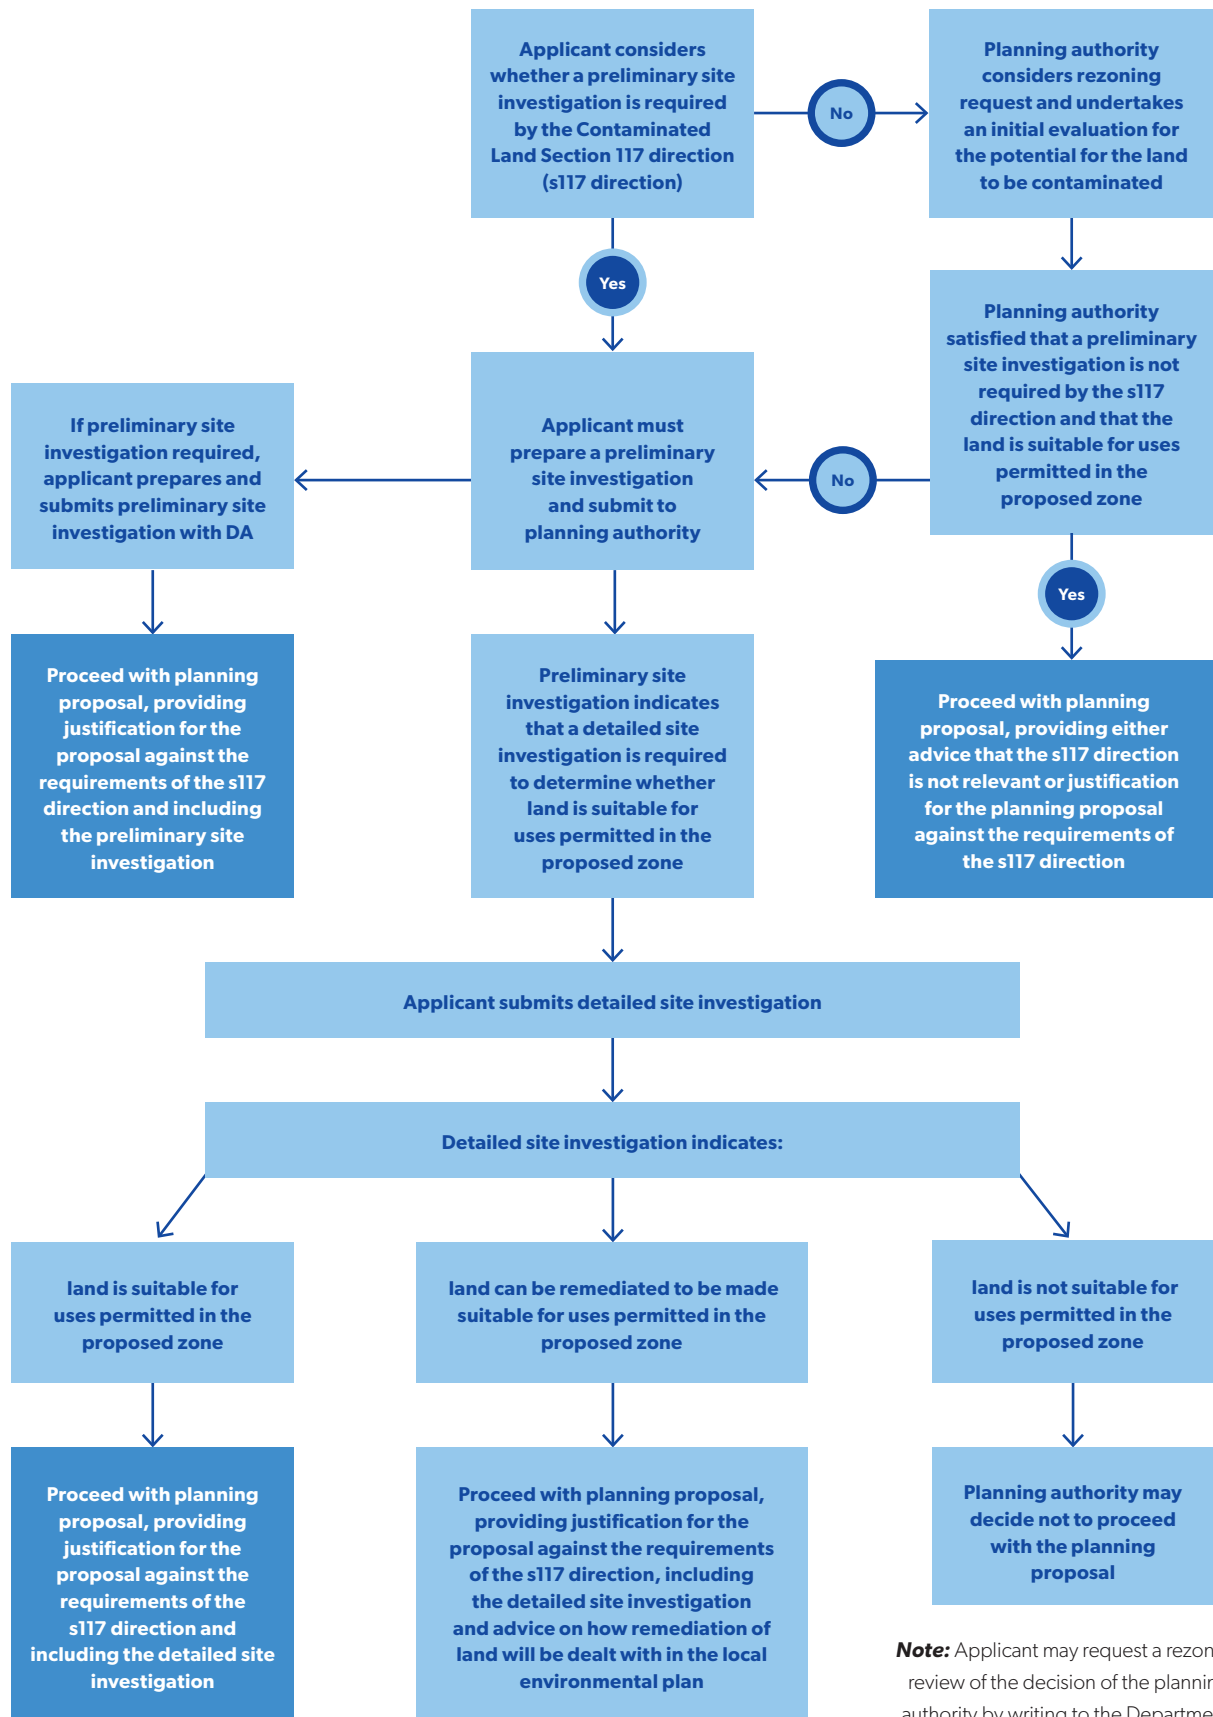 Applicant considers
whether a preliminary site
investigation is required
by the Contaminated
Land Section 117 direction
(s117 direction)
No
Planning authority
considers rezoning
request and undertakes
an initial evaluation for
the potential for the land
to be contaminated
Yes
Planning authority
satisfied that a preliminary
site investigation is not
required by the s117
direction and that the
land is suitable for uses
permitted in the
proposed zone
If preliminary site
investigation required,
applicant prepares and
submits preliminary site
investigation with DA
Applicant must
prepare a preliminary
site investigation
and submit to
planning authority
No
Yes
Proceed with planning
proposal, providing
justification for the
proposal against the
requirements of the s117
direction and including
the preliminary site
investigation
Preliminary site
investigation indicates
that a detailed site
investigation is required
to determine whether
land is suitable for
uses permitted in the
proposed zone
Proceed with planning
proposal, providing either
advice that the s117 direction
is not relevant or justification
for the planning proposal
against the requirements of
the s117 direction
Applicant submits detailed site investigation
Detailed site investigation indicates:
land is suitable for
uses permitted in the
proposed zone
land can be remediated to be made
suitable for uses permitted in the
proposed zone
land is not suitable for
uses permitted in the
proposed zone
Proceed with planning
proposal, providing
justification for the
proposal against the
requirements of the
s117 direction and
including the detailed site
investigation
Proceed with planning proposal,
providing justification for the
proposal against the requirements
of the s117 direction, including
the detailed site investigation
and advice on how remediation of
land will be dealt with in the local
environmental plan
Planning authority may
decide not to proceed
with the planning
proposal
Note: Applicant may request a rezon
review of the decision of the plannin
authority by writing to the Departme